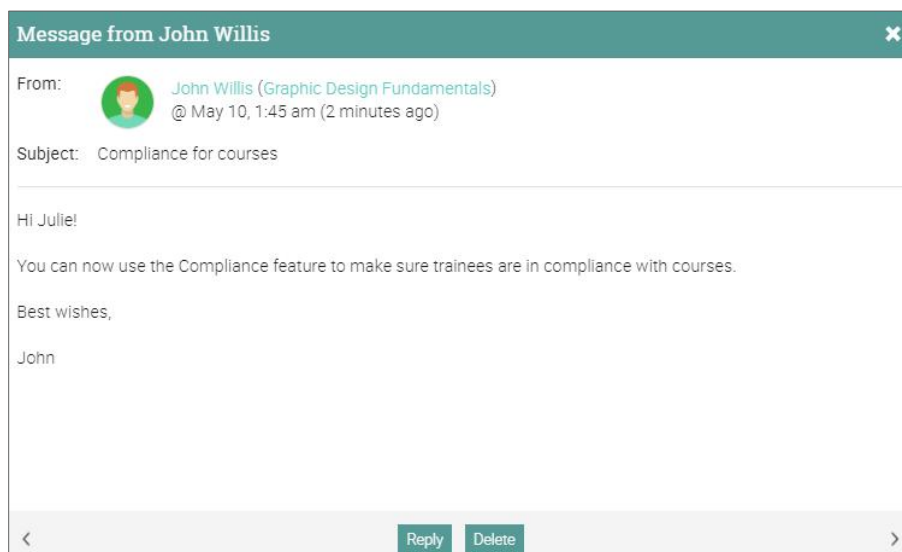 Message from John Willis
From:
John Willis (Graphic Design Fundamentals)
@ May 10, 1:45 am (2 minutes ago)
Subject: Compliance for courses
Hi Julie!
You can now use the Compliance feature to make sure trainees are in compliance with courses.
Best wishes,
John
Reply Delete